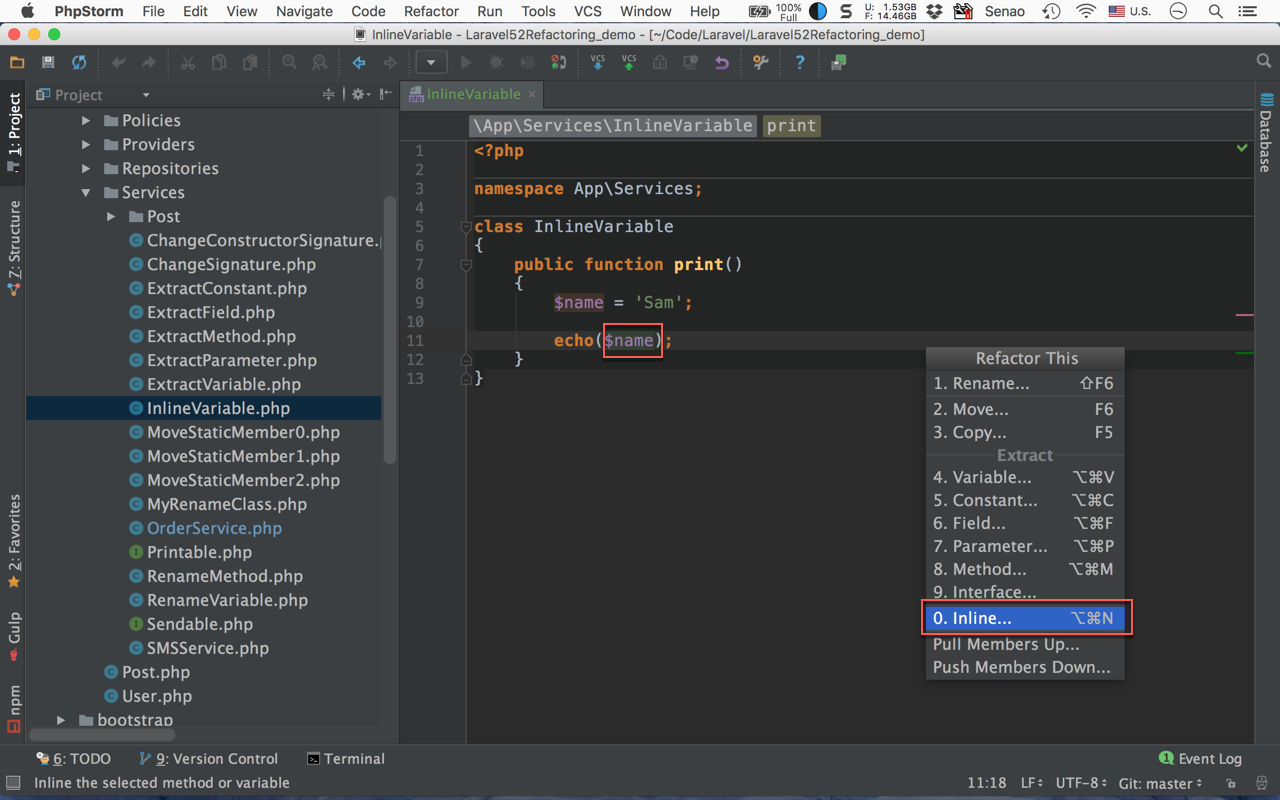 PhpStorm File Edit View Navigate Code Refactor Run Tools VCS Window Help 100% Full U: 1.53GB F: 14.46GB Senao U.S.
InlineVariable - Laravel52Refactoring_demo - [~/Code/Laravel/Laravel52Refactoring_demo]
VCS VCS
Project
1: Project
7: Structure
2: Favorites
Gulp
npm
Policies
Providers
Repositories
Services
Post
ChangeConstructorSignature.
ChangeSignature.php
ExtractConstant.php
ExtractField.php
ExtractMethod.php
ExtractParameter.php
ExtractVariable.php
InlineVariable.php
MoveStaticMember0.php
MoveStaticMember1.php
MoveStaticMember2.php
MyRenameClass.php
OrderService.php
Printable.php
RenameMethod.php
RenameVariable.php
Sendable.php
SMSService.php
Post.php
User.php
bootstrap
php InlineVariable
\App\Services\InlineVariable print
1 <?php
2
3 namespace App\Services;
4
5 class InlineVariable
6 {
7 public function print()
8 {
9 $name = 'Sam';
10
11 echo($name);
12 }
13 }
Refactor This
1. Rename... ⇧F6
2. Move... F6
3. Copy... F5
Extract
4. Variable... ⌥⌘V
5. Constant... ⌥⌘C
6. Field... ⌥⌘F
7. Parameter... ⌥⌘P
8. Method... ⌥⌘M
9. Interface...
0. Inline... ⌥⌘N
Pull Members Up...
Push Members Down...
Database
6: TODO 9: Version Control Terminal 1 Event Log
Inline the selected method or variable 11:18 LF UTF-8 Git: master